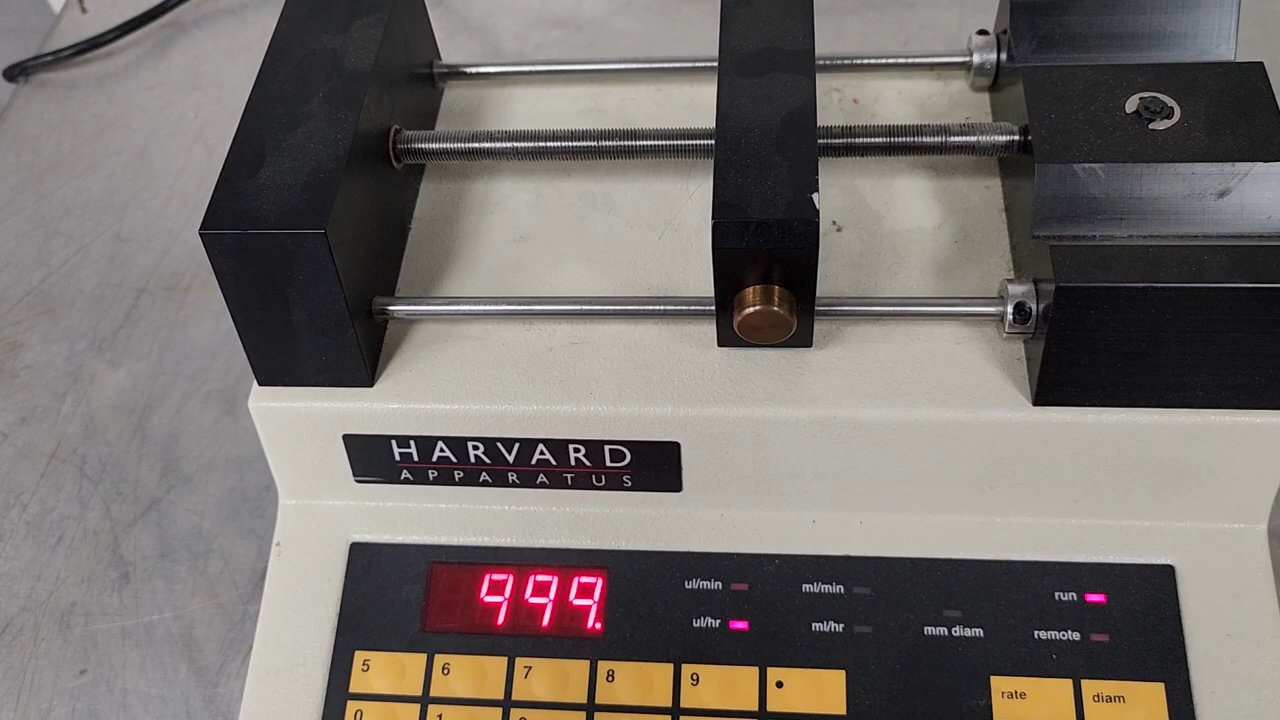 HARVARD
APPARATUS
999.
ul/min
ml/min
run
ul/hr
ml/hr
mm diam
remote
5 6 7 8 9 •
rate diam
0 1